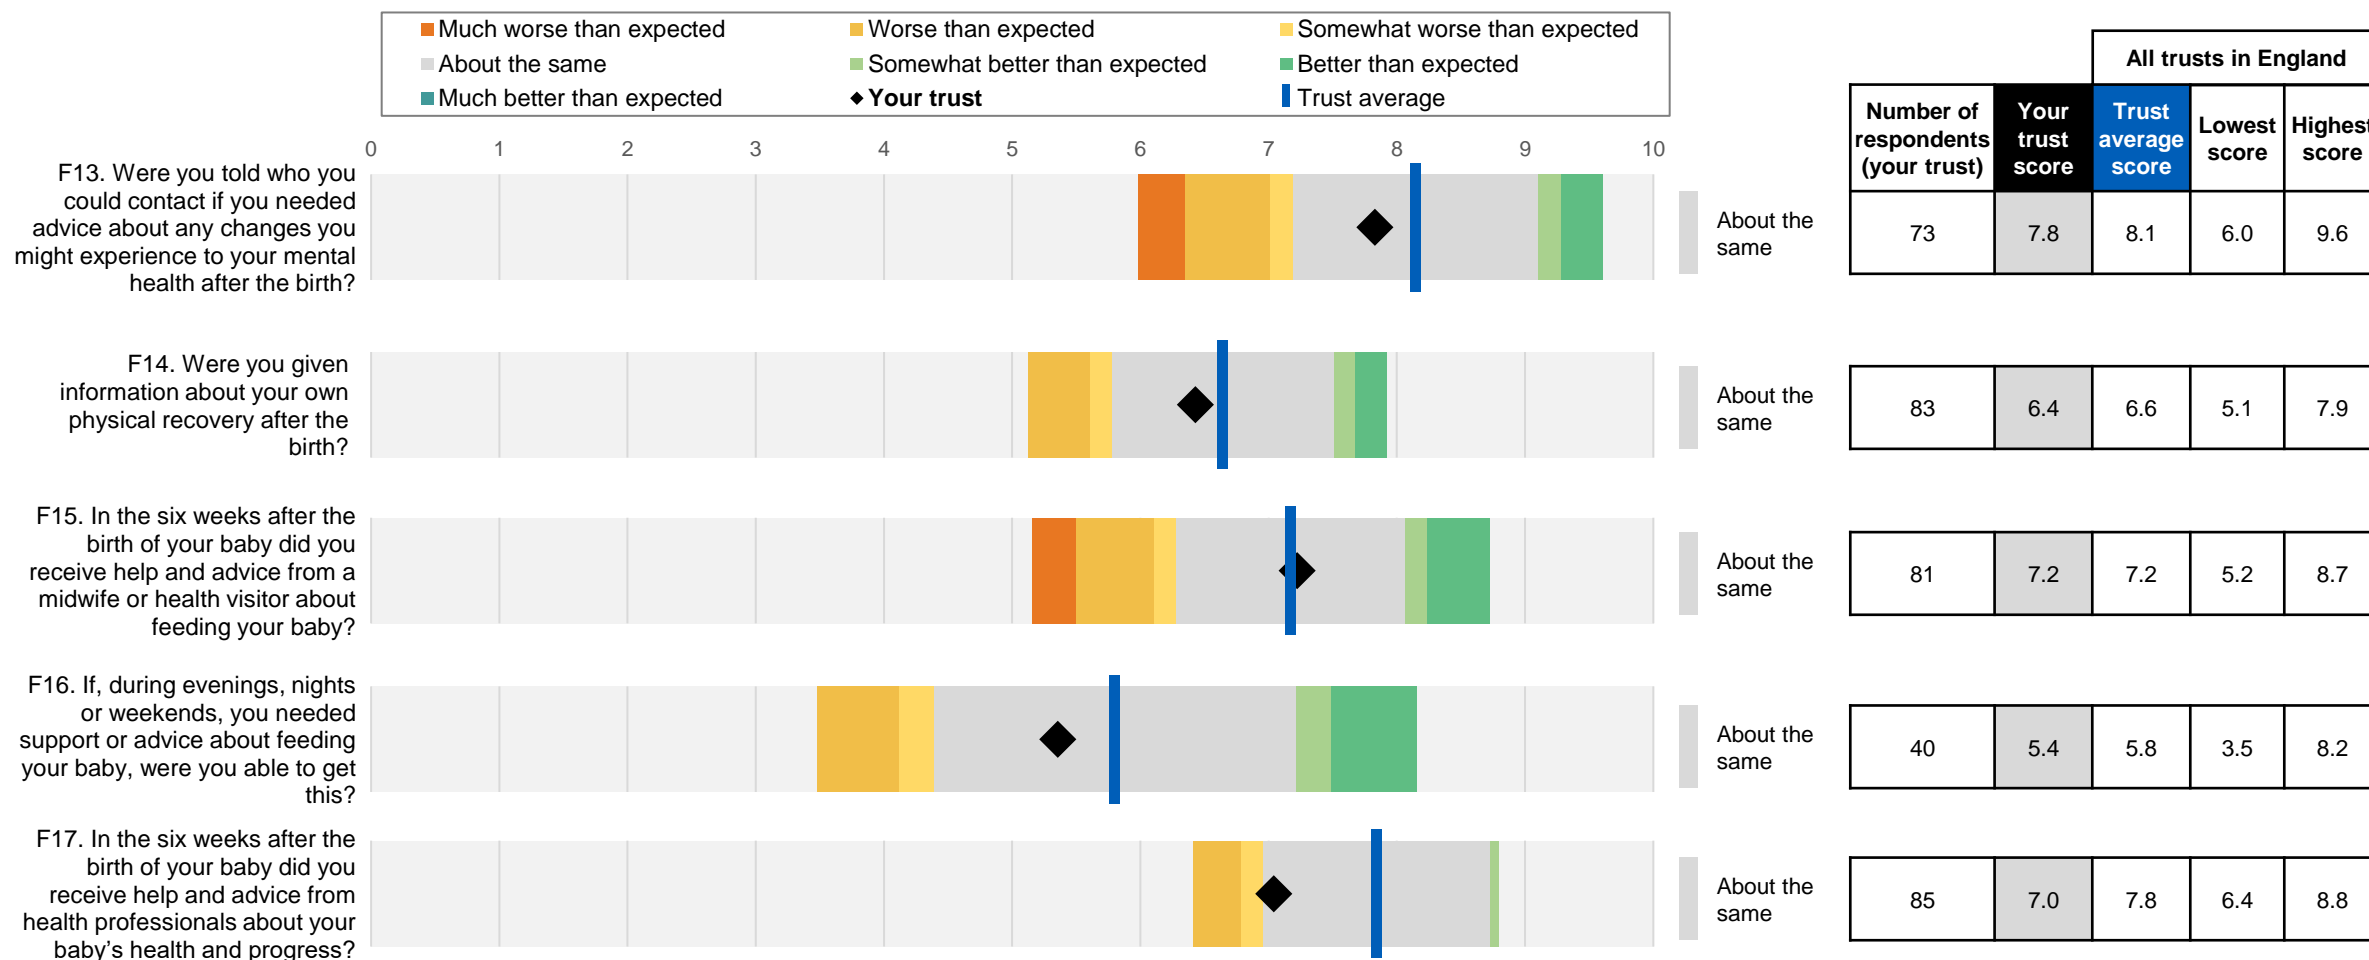 Much worse than expected
Worse than expected
Somewhat worse than expected
About the same
Somewhat better than expected
Better than expected
Much better than expected
Your trust
Trust average
All trusts in England
Number of respondents (your trust)
Your trust score
Trust average score
Lowest score
Highest score
0 1 2 3 4 5 6 7 8 9 10
F13. Were you told who you
could contact if you needed
advice about any changes you
might experience to your mental
health after the birth?
About the
same
73 7.8 8.1 6.0 9.6
F14. Were you given
information about your own
physical recovery after the
birth?
About the
same
83 6.4 6.6 5.1 7.9
F15. In the six weeks after the
birth of your baby did you
receive help and advice from a
midwife or health visitor about
feeding your baby?
About the
same
81 7.2 7.2 5.2 8.7
F16. If, during evenings, nights
or weekends, you needed
support or advice about feeding
your baby, were you able to get
this?
About the
same
40 5.4 5.8 3.5 8.2
F17. In the six weeks after the
birth of your baby did you
receive help and advice from
health professionals about your
baby's health and progress?
About the
same
85 7.0 7.8 6.4 8.8